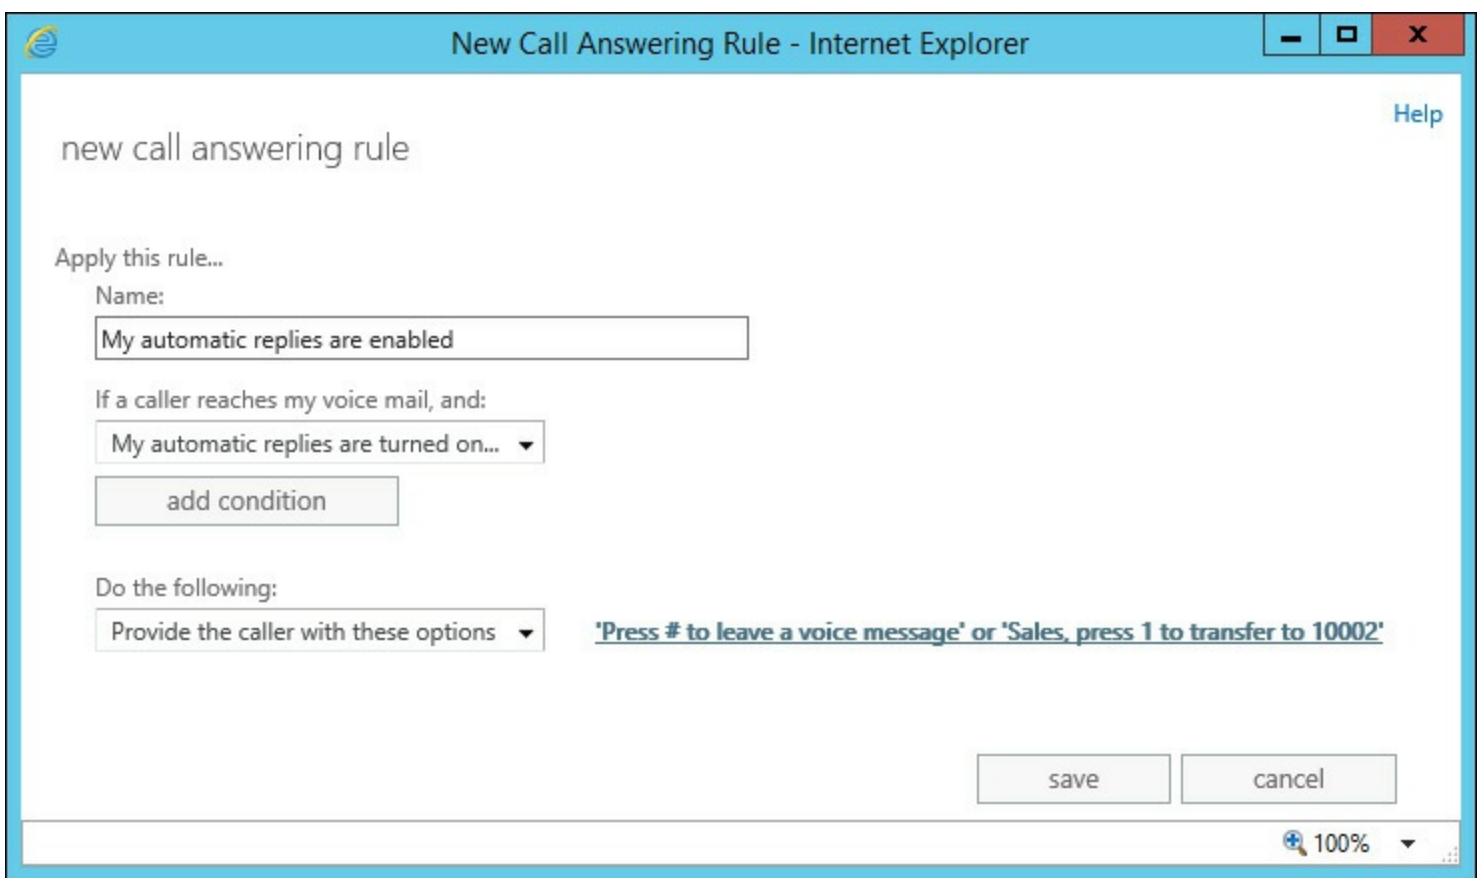 New Call Answering Rule - Internet Explorer
Help
new call answering rule
Apply this rule...
Name:
My automatic replies are enabled
If a caller reaches my voice mail, and:
My automatic replies are turned on...
add condition
Do the following:
Provide the caller with these options 'Press # to leave a voice message' or 'Sales, press 1 to transfer to 10002'
save cancel
100%